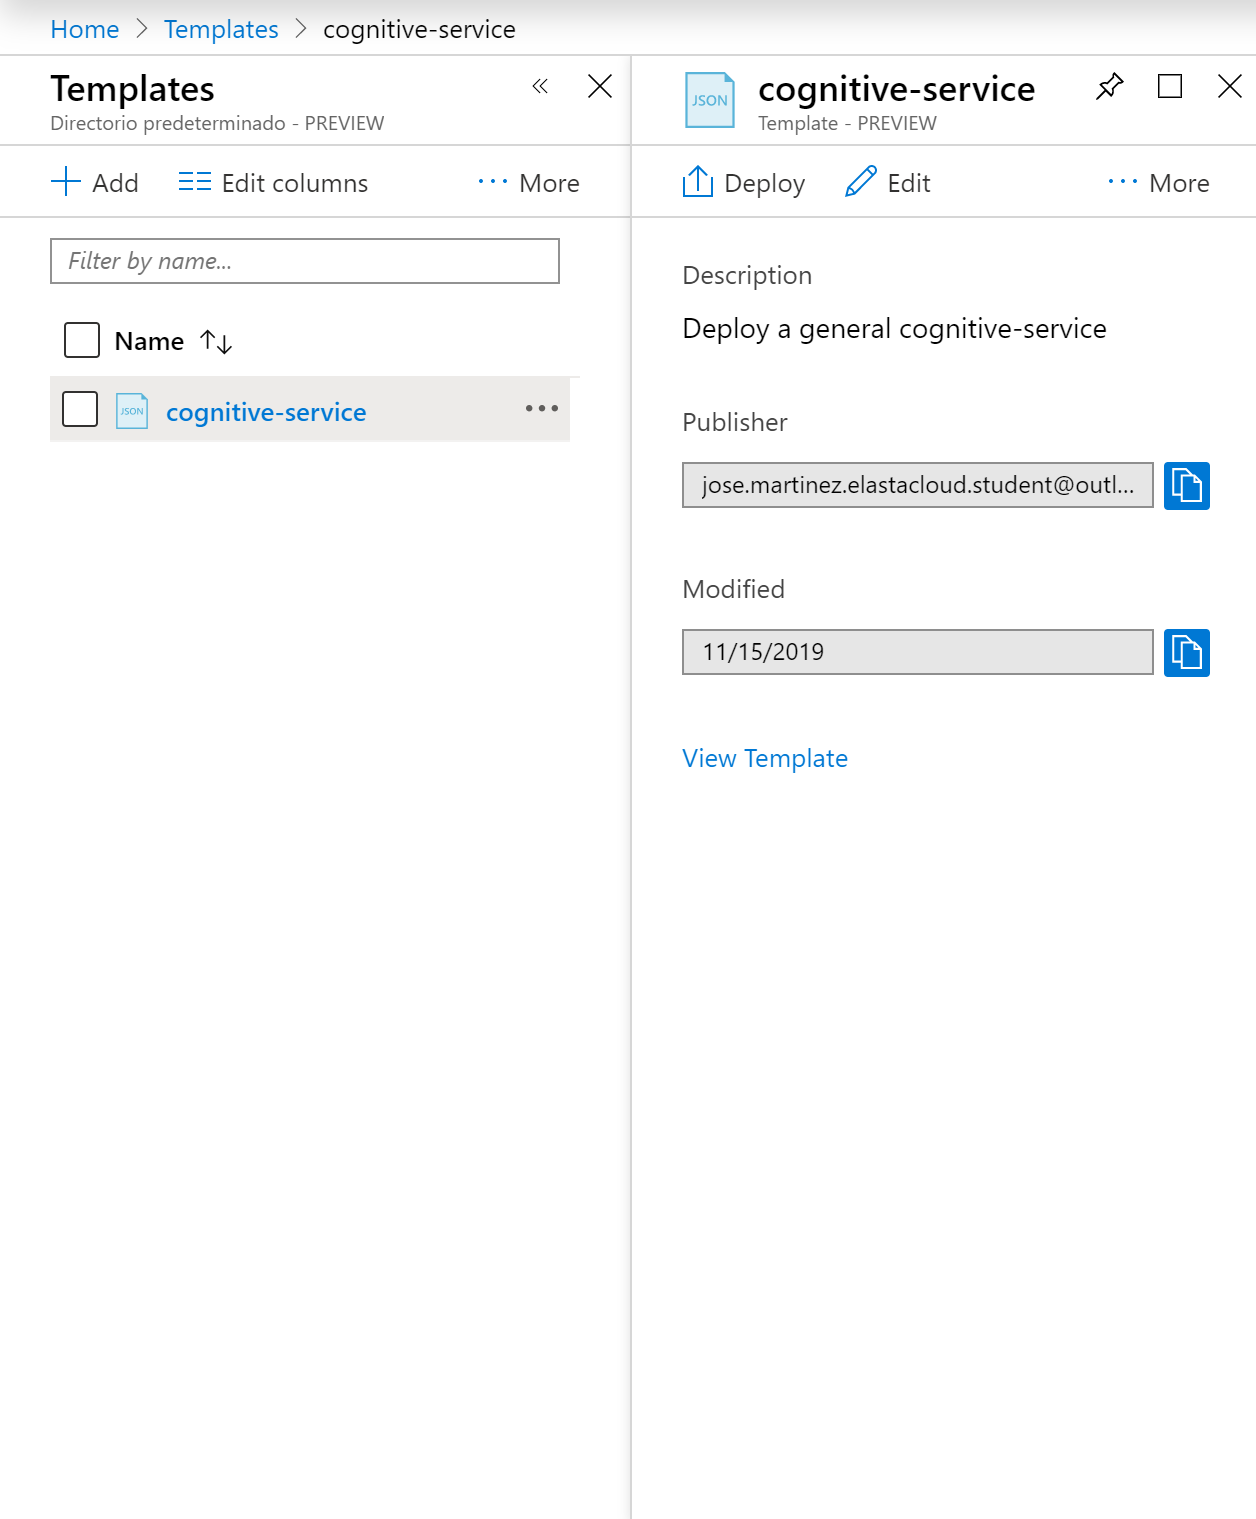 Home > Templates > cognitive-service
Templates
Directorio predeterminado - PREVIEW
Add
Edit columns
··· More
Filter by name...
Name ↑↓
JSON
cognitive-service
•••
JSON
cognitive-service
Template - PREVIEW
Deploy
Edit
··· More
Description
Deploy a general cognitive-service
Publisher
jose.martinez.elastacloud.student@outl...
Modified
11/15/2019
View Template